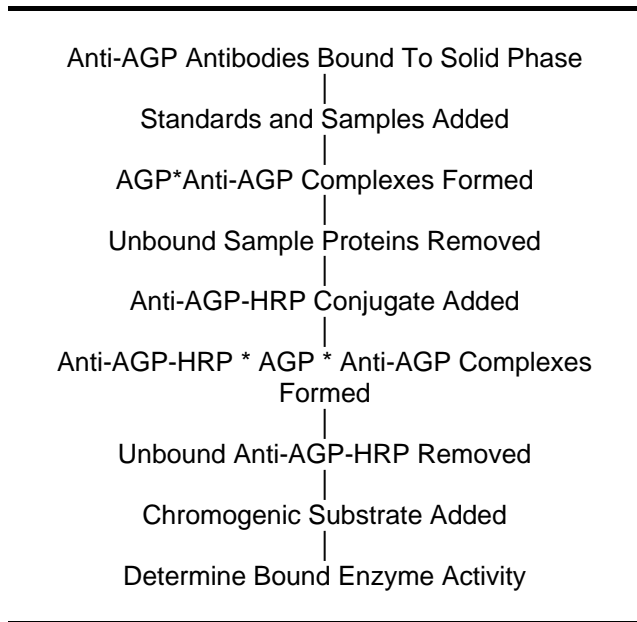 Anti-AGP Antibodies Bound To Solid Phase
Standards and Samples Added
AGP*Anti-AGP Complexes Formed
Unbound Sample Proteins Removed
Anti-AGP-HRP Conjugate Added
Anti-AGP-HRP * AGP * Anti-AGP Complexes
Formed
Unbound Anti-AGP-HRP Removed
Chromogenic Substrate Added
Determine Bound Enzyme Activity